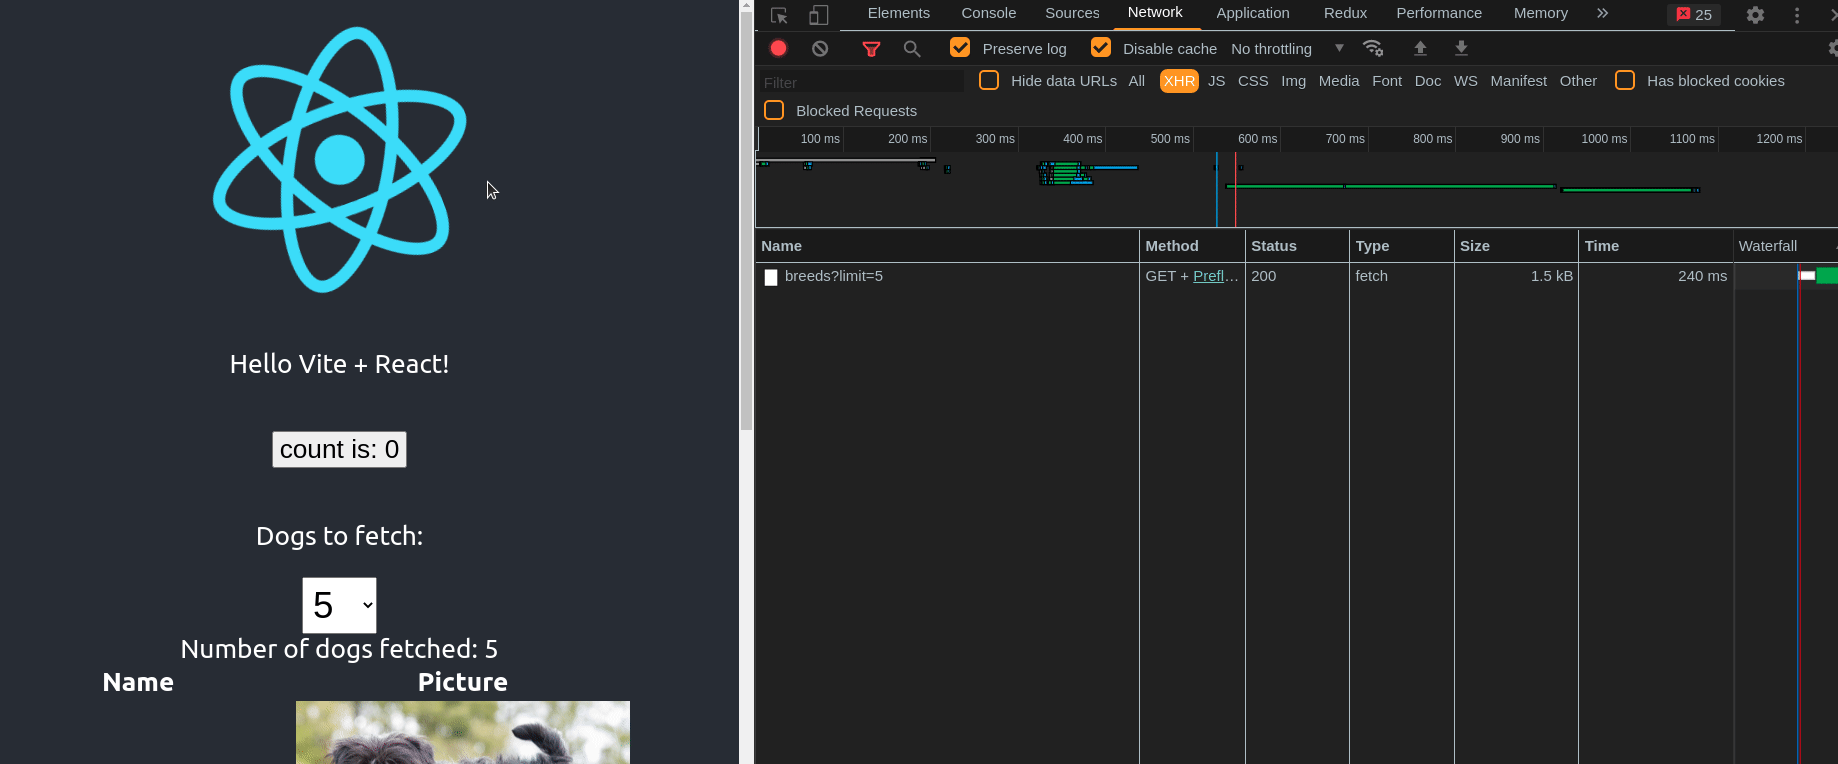 Hello Vite + React!
count is: 0
Dogs to fetch:
5
Number of dogs fetched: 5
Name Picture
Elements Console Sources Network Application Redux Performance Memory 25
Preserve log Disable cache No throttling
Filter Hide data URLs All XHR JS CSS Img Media Font Doc WS Manifest Other Has blocked cookies
Blocked Requests
100 ms 200 ms 300 ms 400 ms 500 ms 600 ms 700 ms 800 ms 900 ms 1000 ms 1100 ms 1200 ms
Name Method Status Type Size Time Waterfall
breeds?limit=5 GET + Prefl... 200 fetch 1.5 kB 240 ms